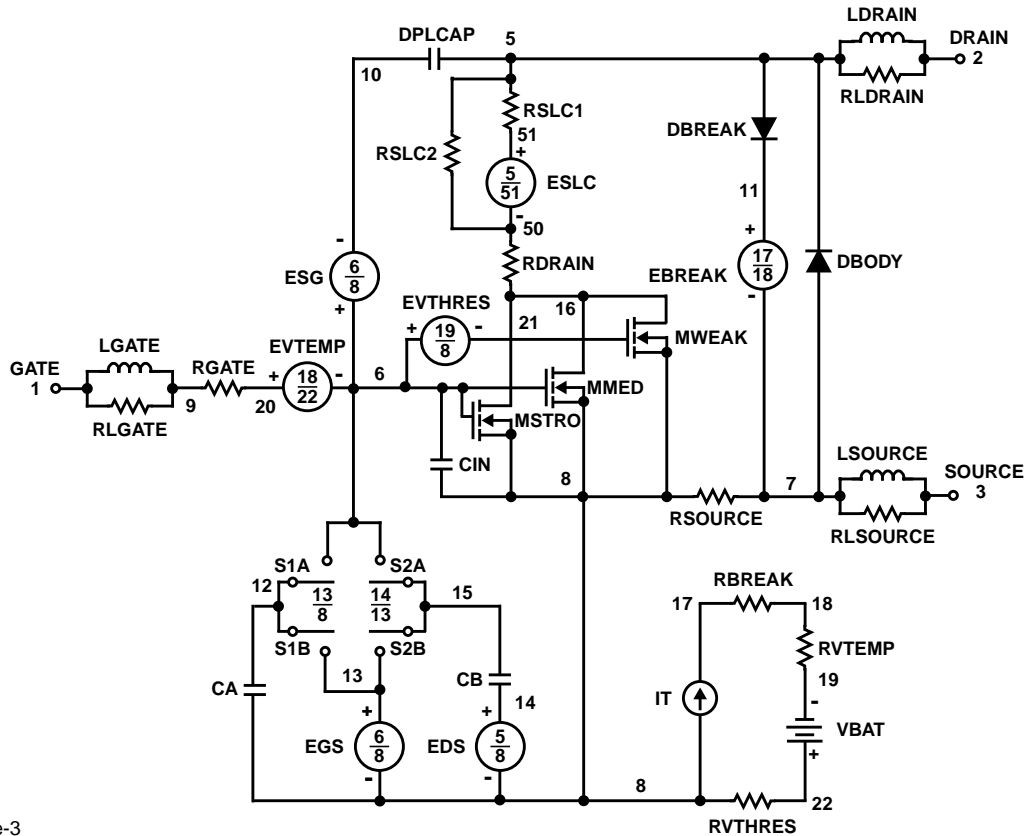 LDRAIN
DPLCAP 5 DRAIN
2
10
RSLC1 RLDRAIN
DBREAK
51
+
RSLC2
5
51
ESLC
11
-
50
+
-
17
18
RDRAIN EBREAK DBODY
6
8
ESG
-
EVTHRES 16
+
+ 19
8
- 21
MWEAK
LGATE EVTEMP
GATE RGATE + 18
22
- 6
1 MMED
9 20
RLGATE MSTRO
LSOURCE
CIN 8 7 SOURCE
3
RSOURCE
RLSOURCE
S1A S2A
12 RBREAK
13
8
14
13
15 17 18
S1B S2B RVTEMP
13
CB 19
CA
14 IT -
+ +
VBAT
EGS 6
8
EDS 5
8
+
- -
8
22
RVTHRES
e-3